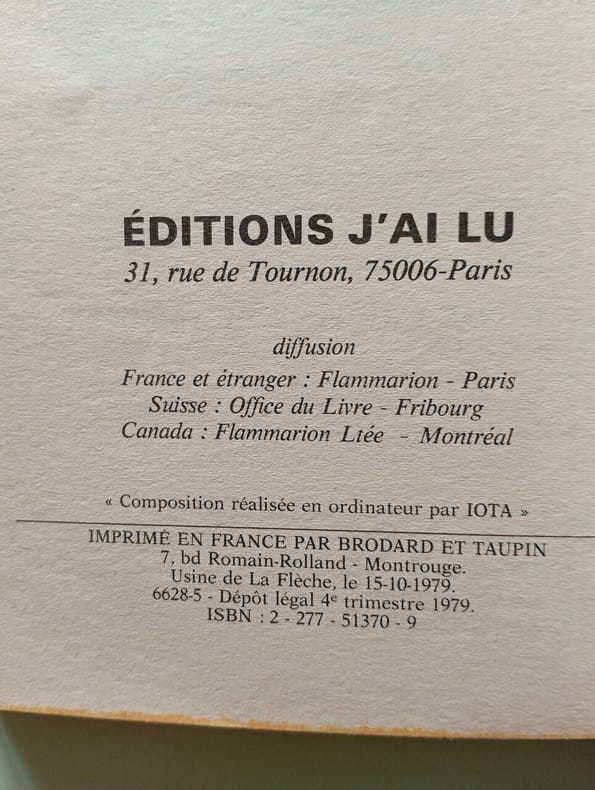 ÉDITIONS J'AI LU
31, rue de Tournon, 75006-Paris
diffusion
France et étranger : Flammarion - Paris
Suisse : Office du Livre - Fribourg
Canada : Flammarion Ltée - Montréal
« Composition réalisée en ordinateur par IOTA »
IMPRIMÉ EN FRANCE PAR BRODARD ET TAUPIN
7, bd Romain-Rolland - Montrouge.
Usine de La Flèche, le 15-10-1979.
6628-5 - Dépôt légal 4e trimestre 1979.
ISBN : 2 - 277 - 51370 - 9